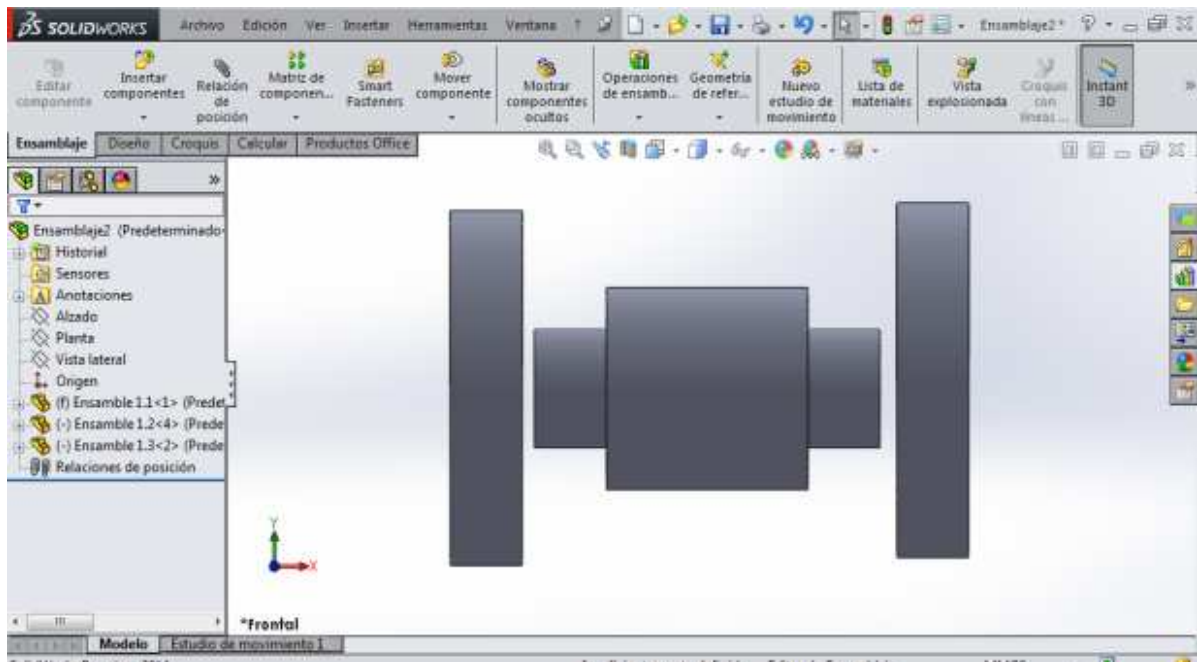 SOLIDWORKS Archivo Edición Ver Insertar Herramientas Ventana ? Ensamblaje2 *
Editar componente
Insertar componentes
Relación de posición
Matriz de componen...
Smart Fasteners
Mover componente
Mostrar componentes ocultos
Operaciones de ensamb...
Geometría de refer...
Nuevo estudio de movimiento
Lista de materiales
Vista explosionada
Croquis con líneas ...
Instant 3D
Ensamblaje Diseño Croquis Calcular Productos Office
Ensamblaje2 (Predeterminado
Historial
Sensores
A Anotaciones
Alzado
Planta
Vista lateral
Origen
(f) Ensamble 1.1<1> (Predet
(-) Ensamble 1.2<4> (Prede
(-) Ensamble 1.3<2> (Prede
Relaciones de posición
Y
X
*Frontal
Modelo Estudio de movimiento 1